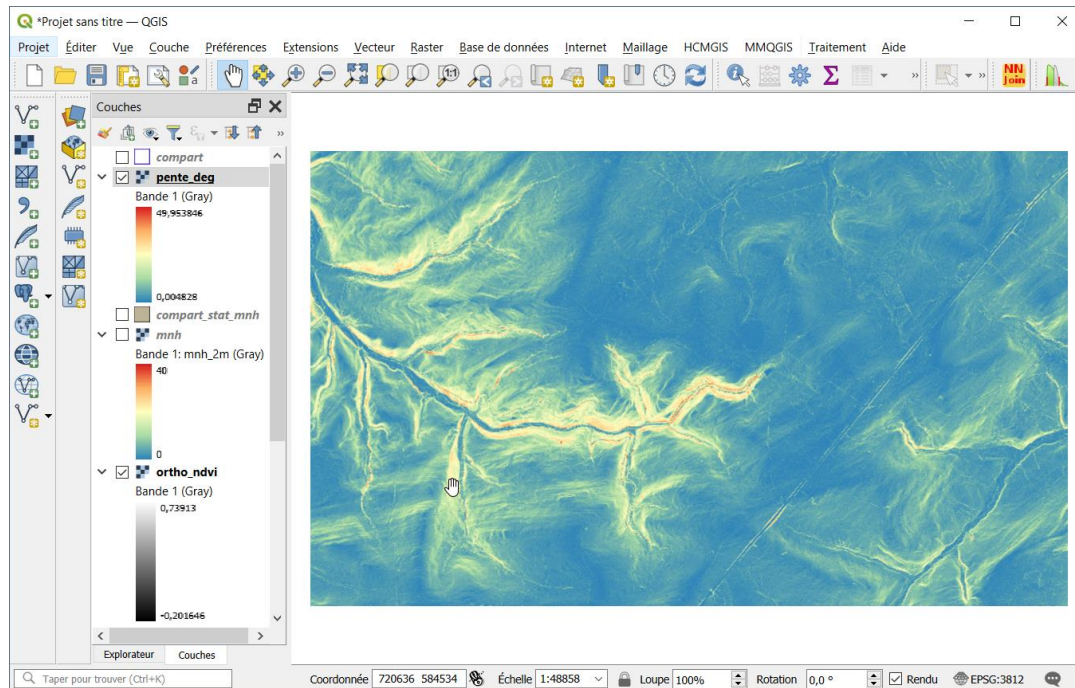 *Projet sans titre — QGIS
Projet Éditer Vue Couche Préférences Extensions Vecteur Raster Base de données Internet Maillage HCMGIS MMQGIS Traitement Aide
NN
Join
Couches
compart
pente_deg
Bande 1 (Gray)
49,953846
0,004828
compart_stat_mnh
mnh
Bande 1: mnh_2m (Gray)
40
0
ortho_ndvi
Bande 1 (Gray)
0,73913
-0,201646
Explorateur Couches
Taper pour trouver (Ctrl+K) Coordonnée 720636 584534 Échelle 1:48858 Loupe 100% Rotation 0,0 ° Rendu EPSG:3812